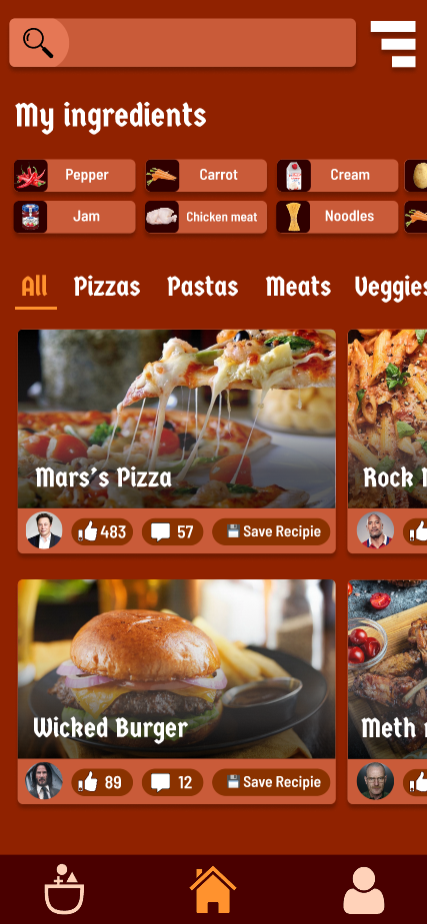 My ingredients
Pepper Carrot Cream
Jam Chicken meat Noodles
All Pizzas Pastas Meats Veggies
Mars's Pizza Rock
483 57 Save Recipie
Wicked Burger Meth
89 12 Save Recipie